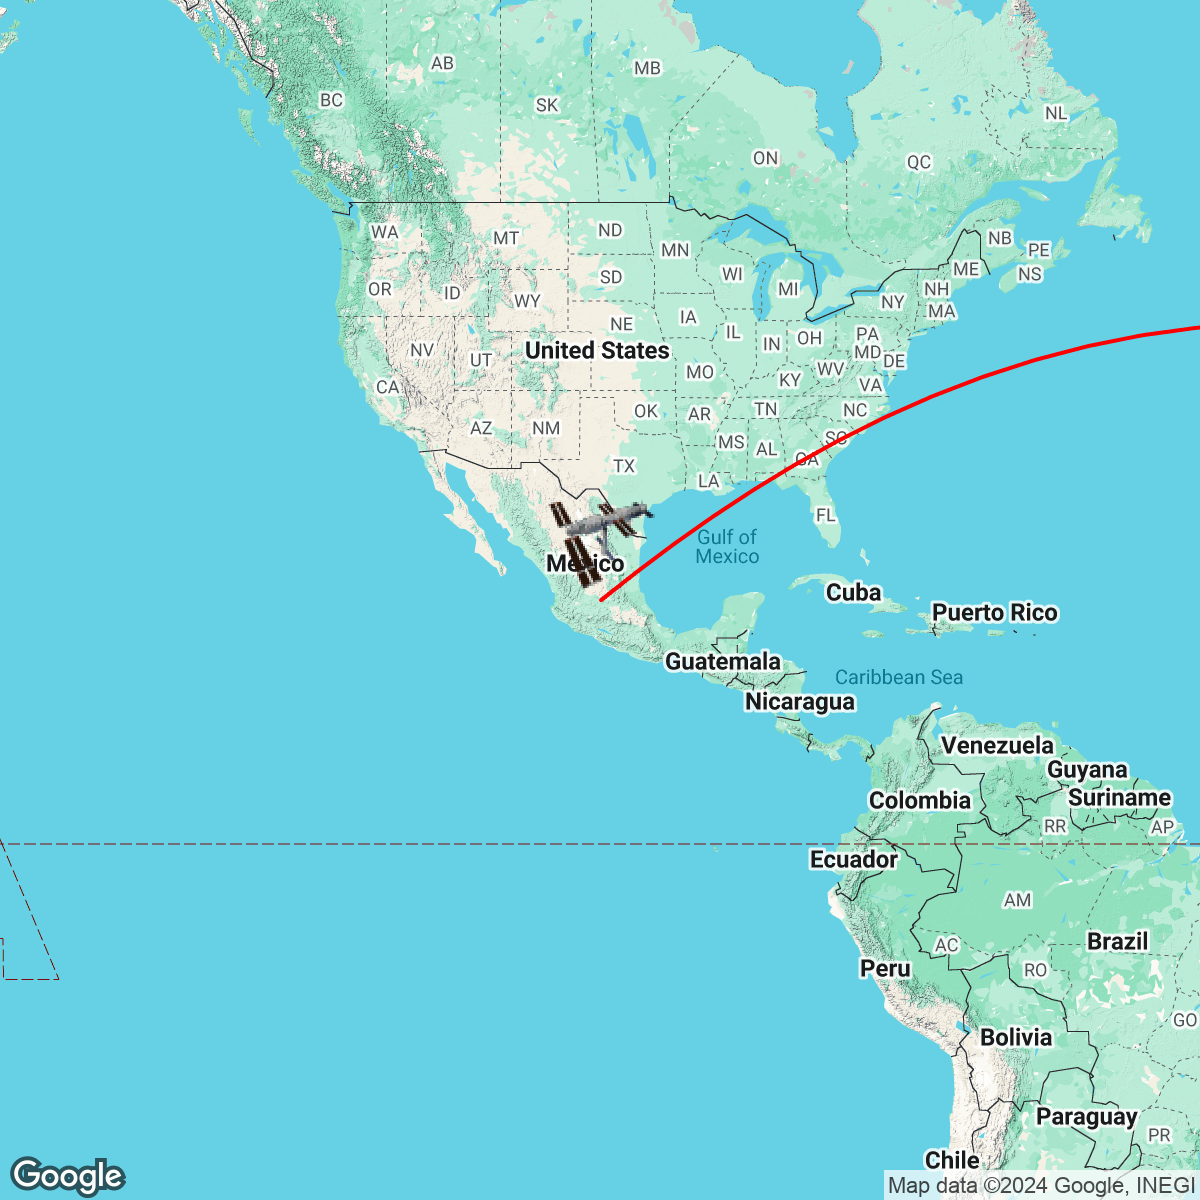 AB
MB
BC
SK
NL
ON
QC
WA
MT
ND
MN
NB
PE
OR
ID
WY
SD
WI
MI
NY
ME
NS
NH
MA
NE
IA
IL
IN
OH
PA
NV
UT
United States
MO
KY
WV
MD
DE
VA
CA
AZ
NM
OK
AR
TN
NC
MS
AL
SC
TX
LA
GA
FL
Gulf of
Mexico
Mexico
Cuba
Puerto Rico
Guatemala
Caribbean Sea
Nicaragua
Venezuela
Guyana
Suriname
Colombia
RR
AP
Ecuador
AM
Brazil
AC
Peru
RO
GO
Bolivia
Paraguay
PR
Chile
Google
Map data ©2024 Google, INEGI